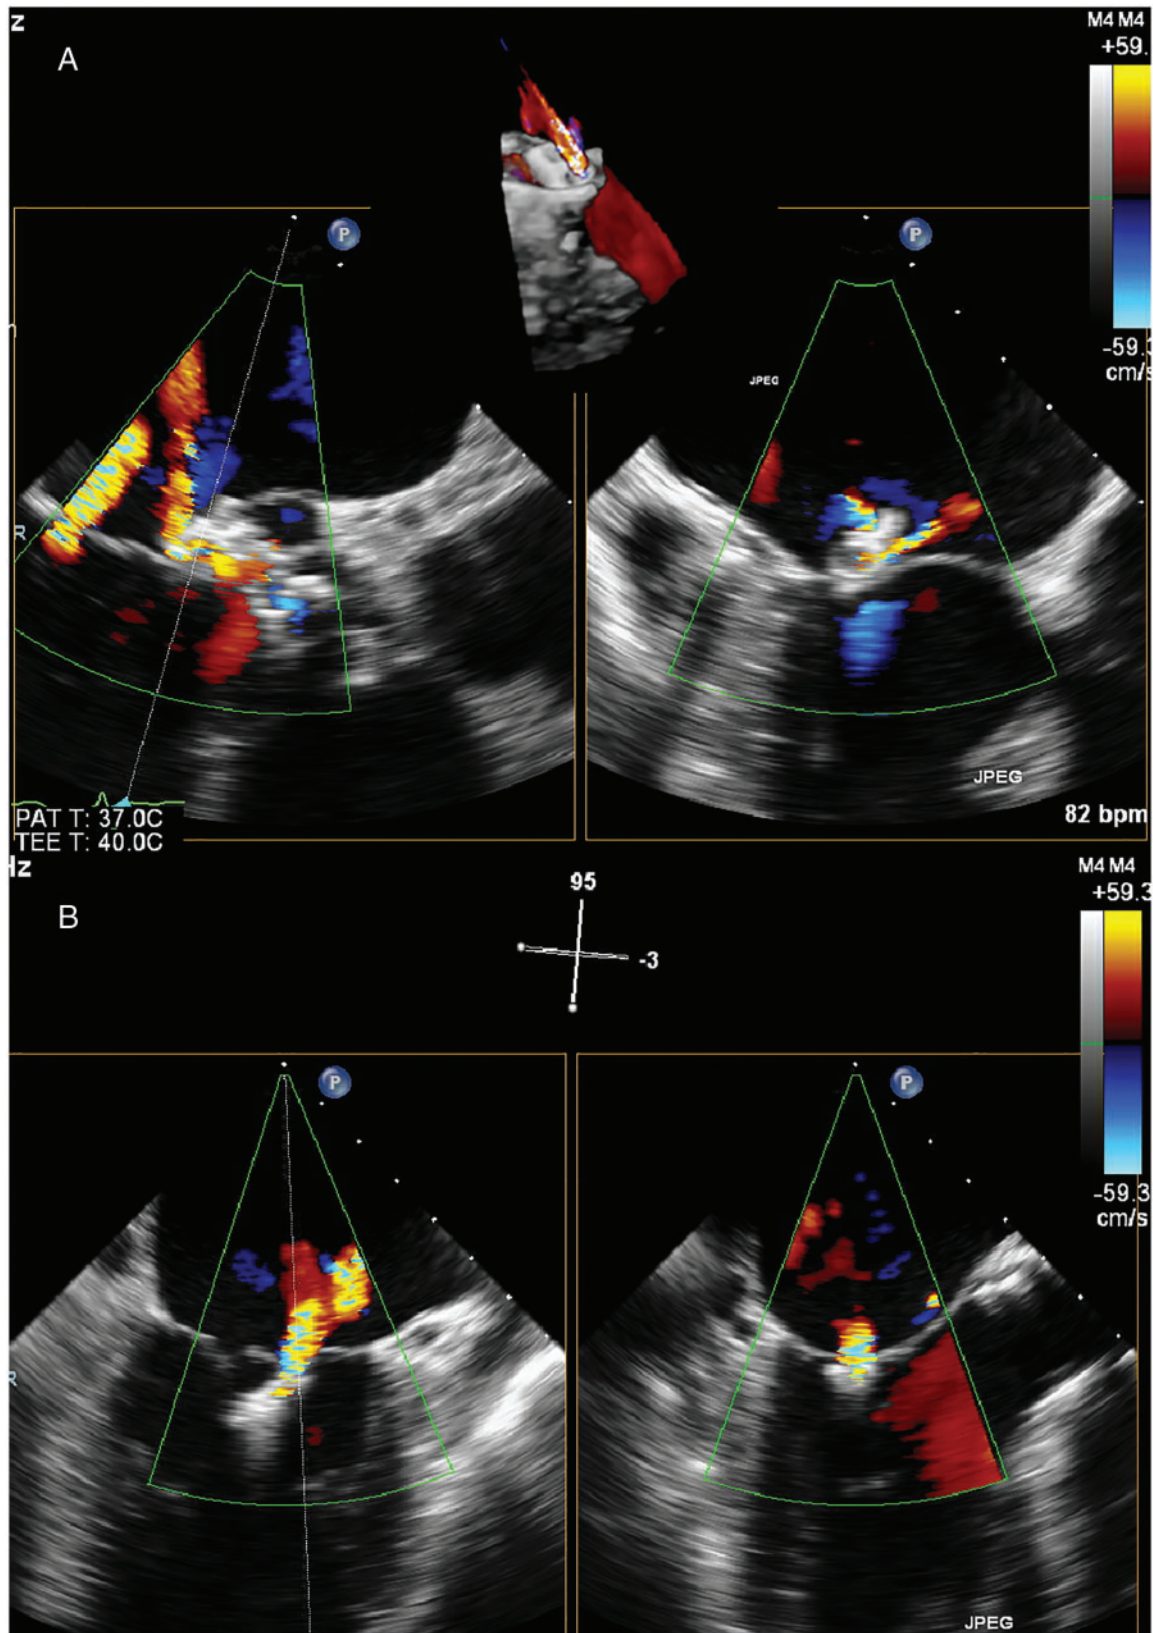 z
A
M4 M4
+59.
P
P
JPEG
-59.3
cm/s
R
JPEG
PAT T: 37.0C
TEE T: 40.0C
82 bpm
Hz
B
M4 M4
+59.3
95
-3
P
P
-59.3
cm/s
R
JPEG